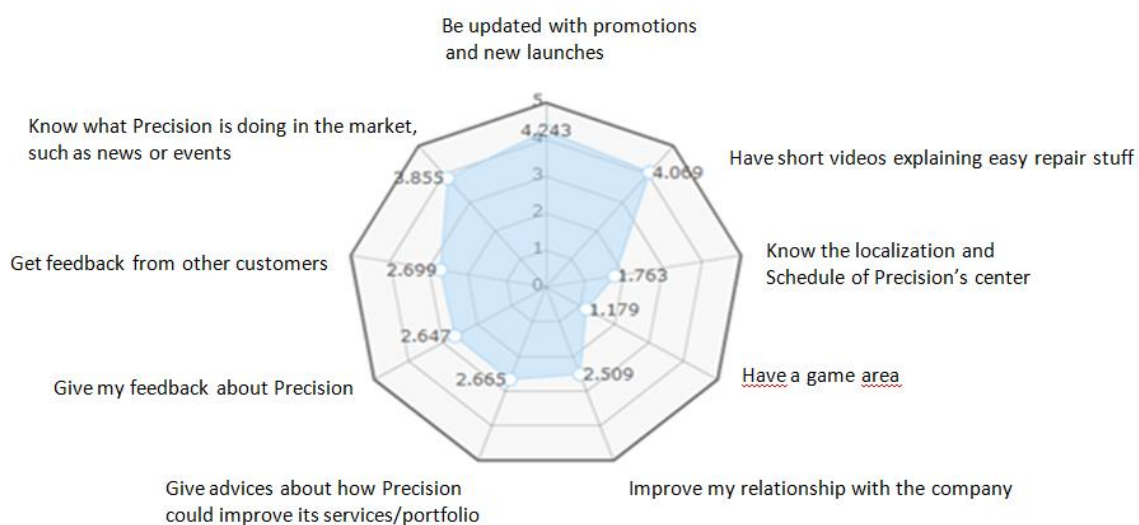 Be updated with promotions
and new launches
Know what Precision is doing in the market,
such as news or events
Have short videos explaining easy repair stuff
Get feedback from other customers
Know the localization and
Schedule of Precision's center
Give my feedback about Precision
Have a game area
Give advices about how Precision
could improve its services/portfolio
Improve my relationship with the company
5
4.243
4
3.855
4.069
3
2
2.699
1
1.763
0
1.179
2.647
2.665
2.509